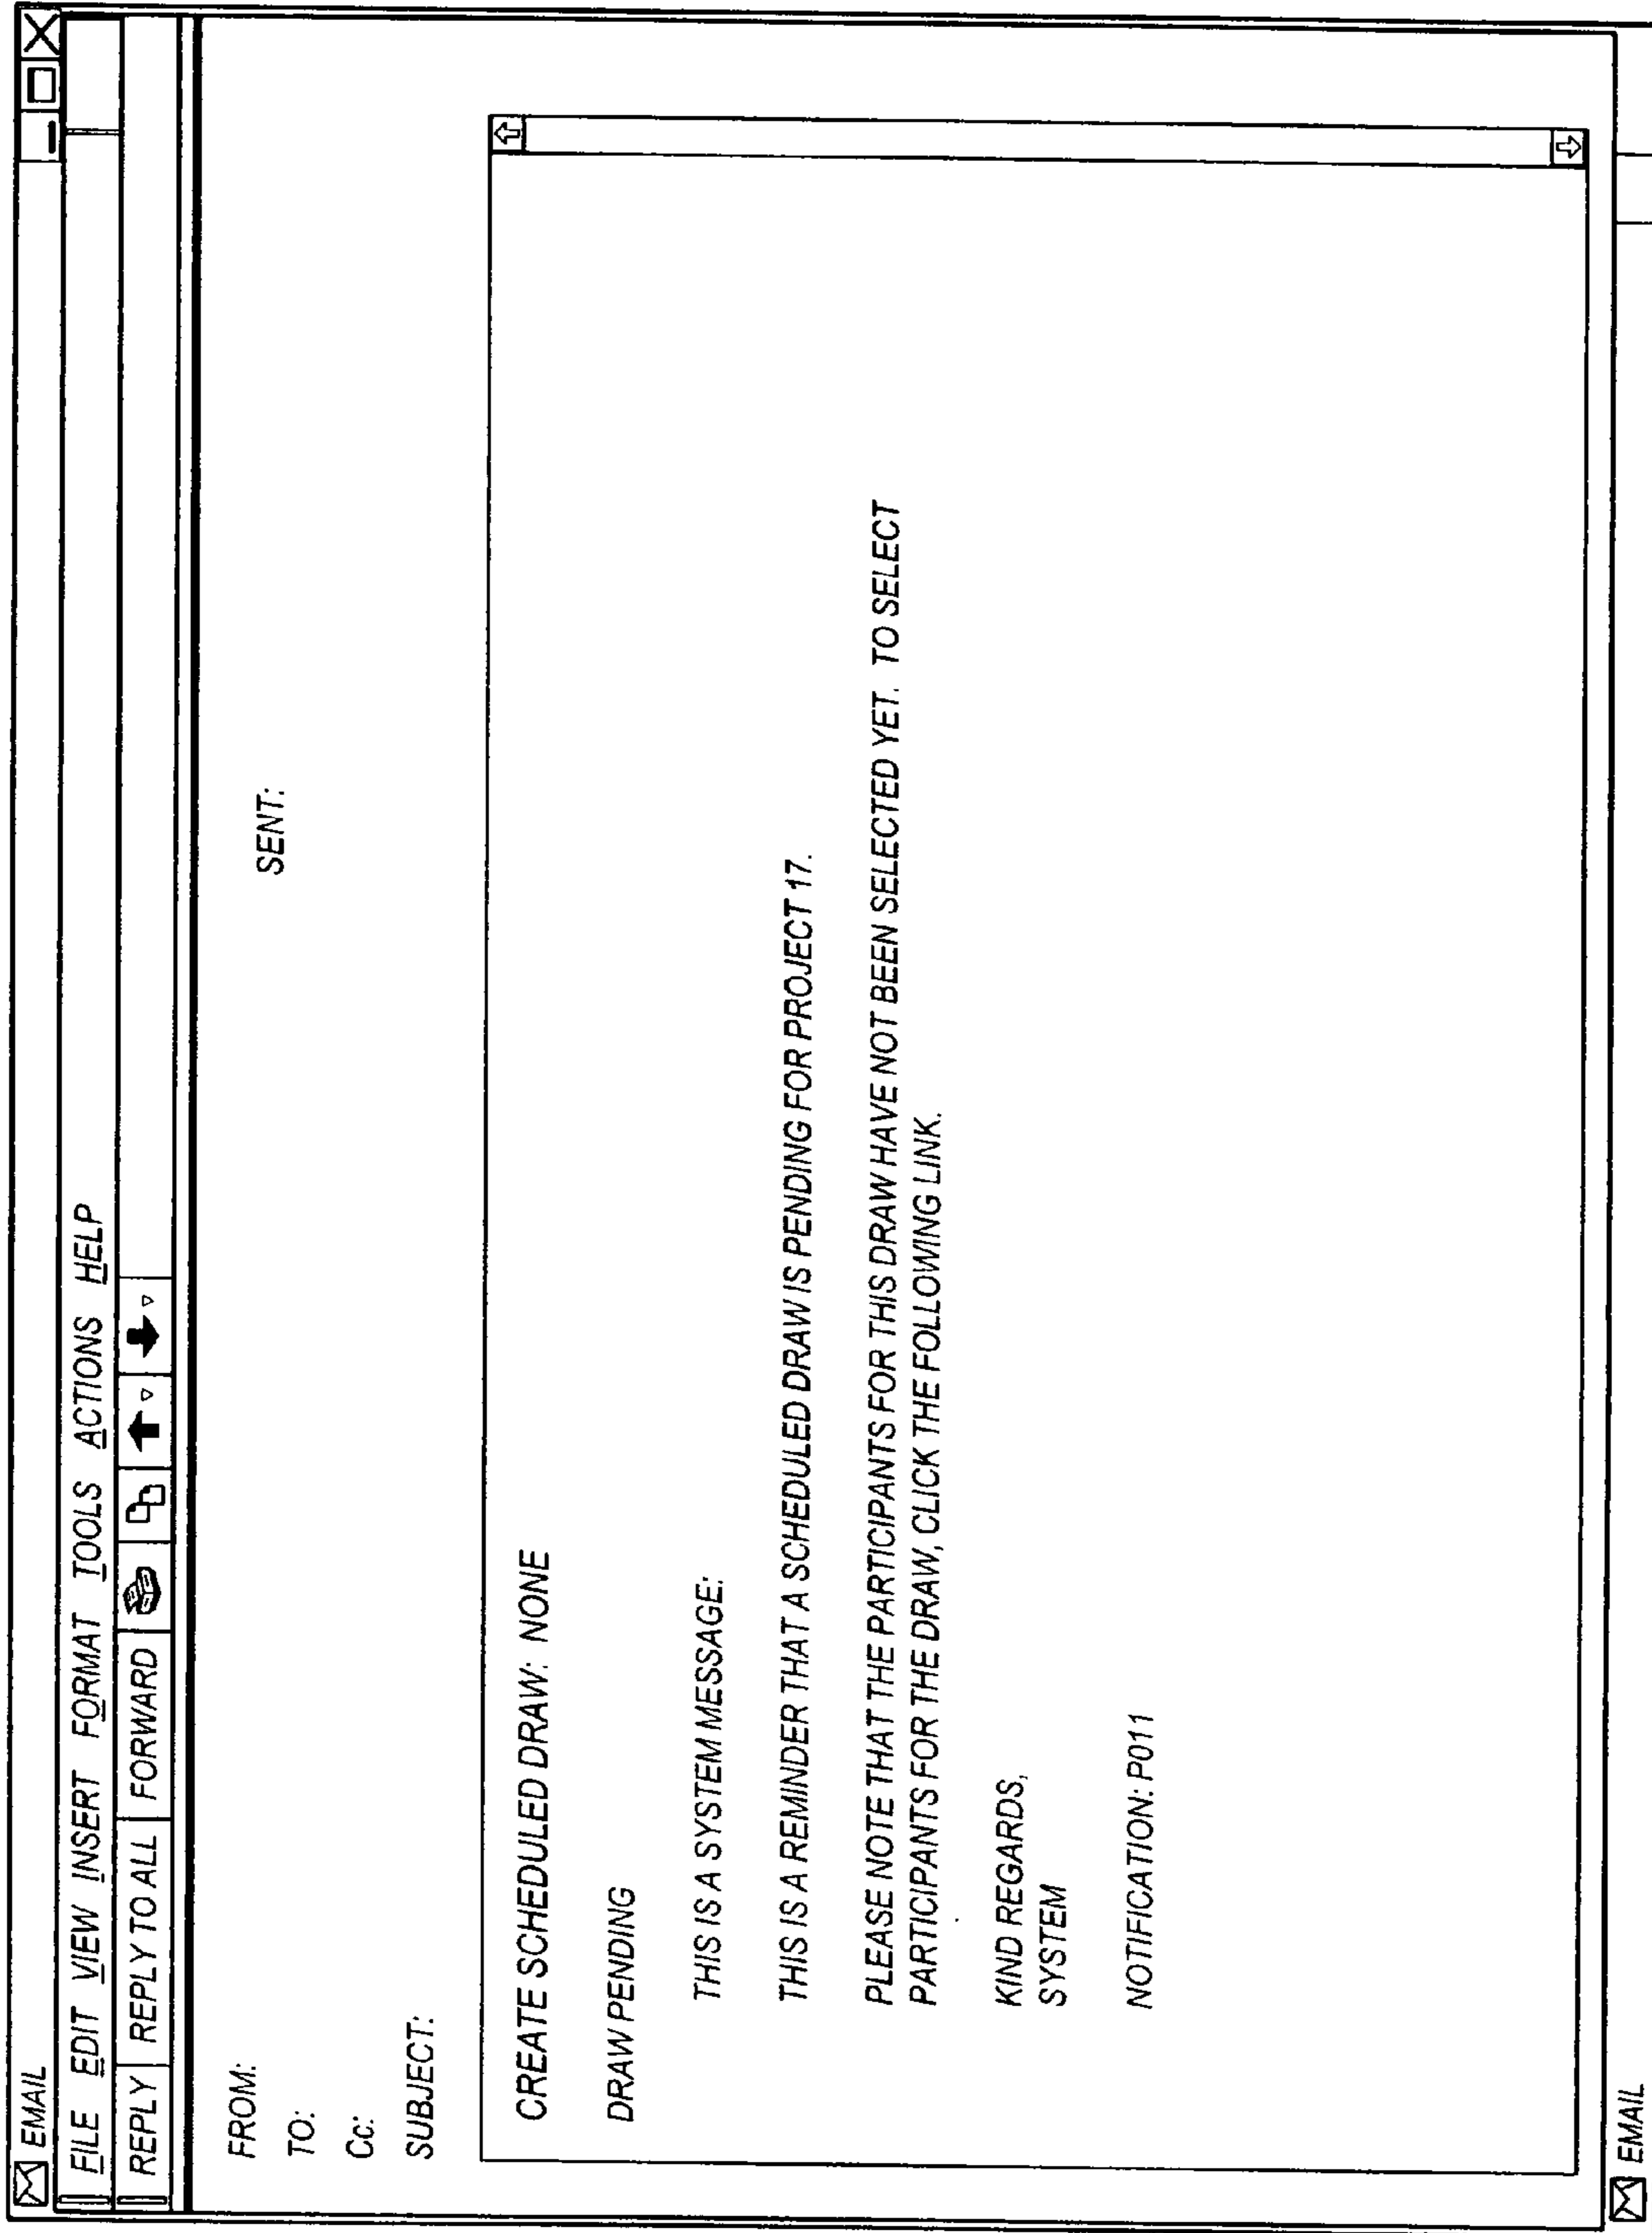 EMAIL
FILE EDIT VIEW INSERT FORMAT TOOLS ACTIONS HELP
REPLY REPLY TO ALL FORWARD
FROM:
SENT:
TO:
Cc:
SUBJECT:
CREATE SCHEDULED DRAW: NONE
DRAW PENDING
THIS IS A SYSTEM MESSAGE:
THIS IS A REMINDER THAT A SCHEDULED DRAW IS PENDING FOR PROJECT 17.
PLEASE NOTE THAT THE PARTICIPANTS FOR THIS DRAW HAVE NOT BEEN SELECTED YET. TO SELECT
PARTICIPANTS FOR THE DRAW, CLICK THE FOLLOWING LINK.
KIND REGARDS,
SYSTEM
NOTIFICATION: P011
EMAIL